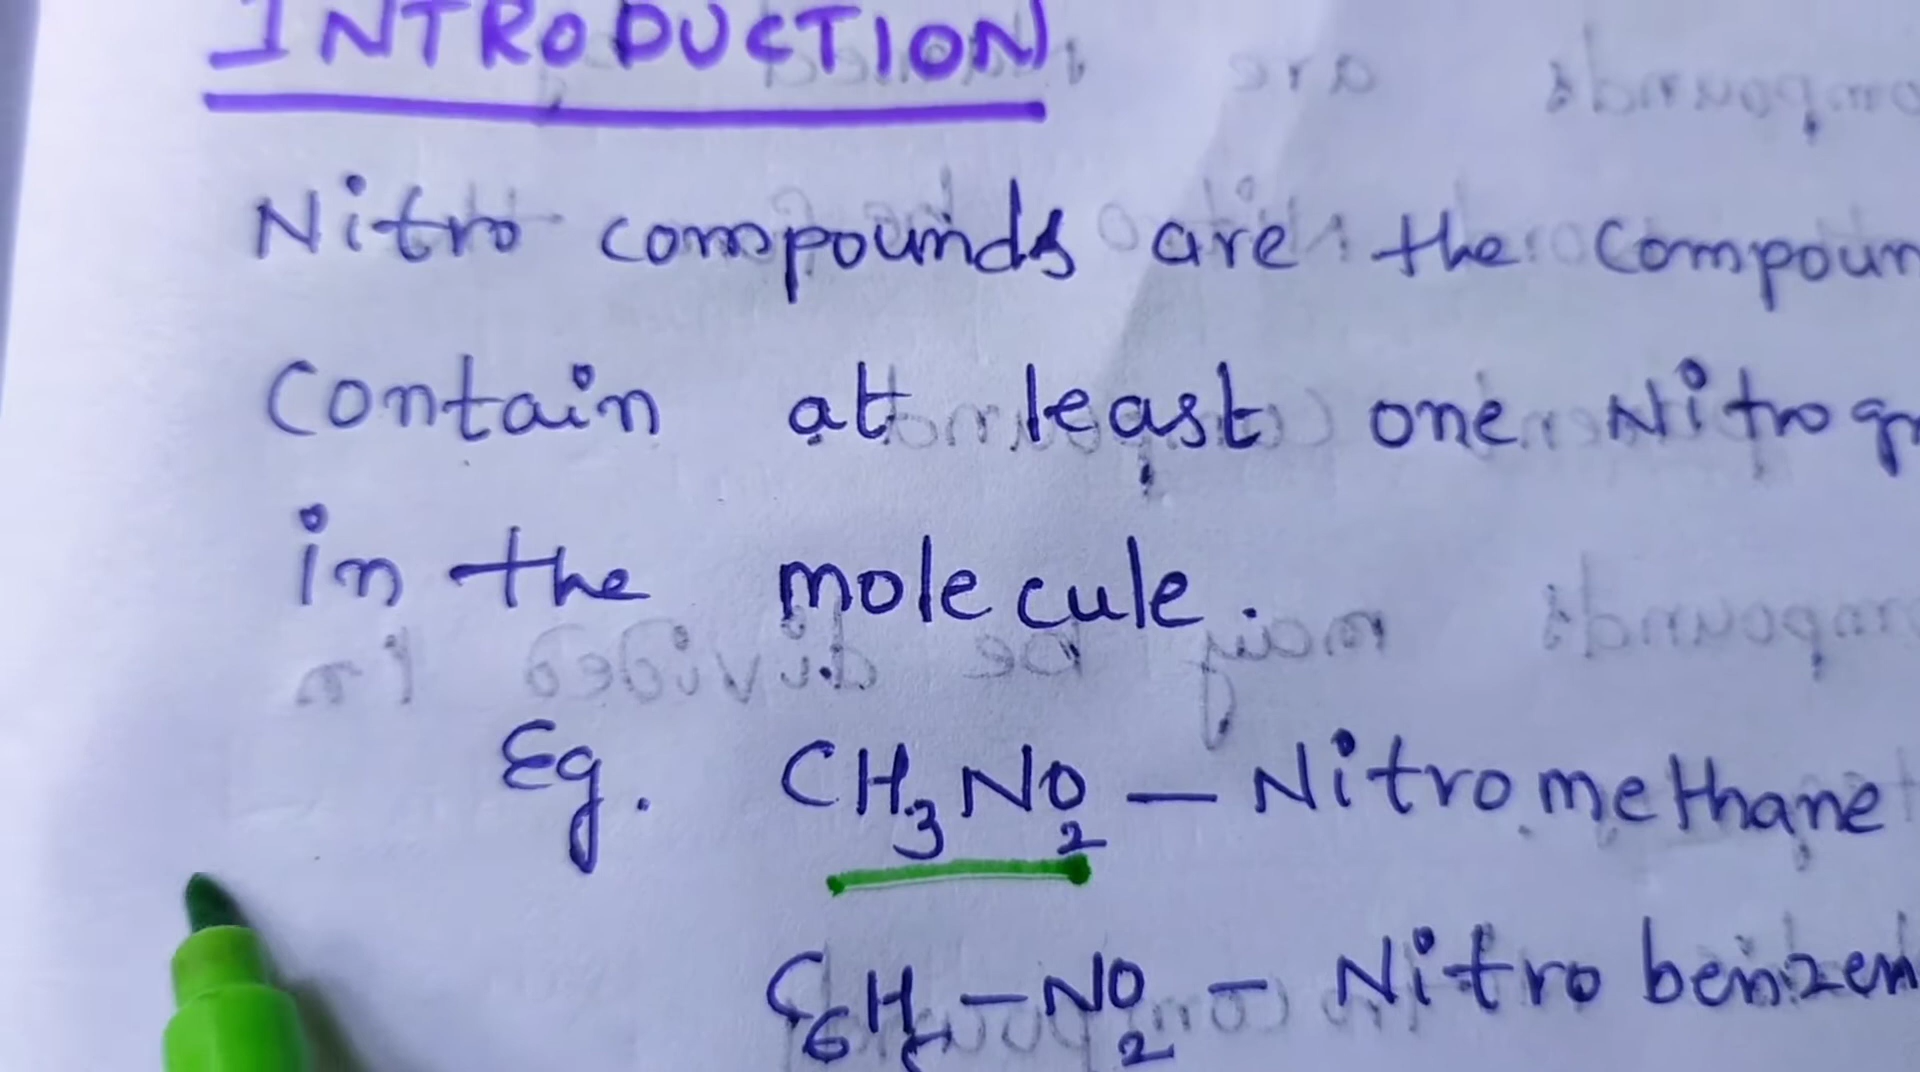 INTRODUCTION
Nitro compounds are the compoun
contain at least one Nitro gr
in the molecule.
Eg. CH3NO2 — Nitromethane
C6H5-NO2 - Nitro benzen